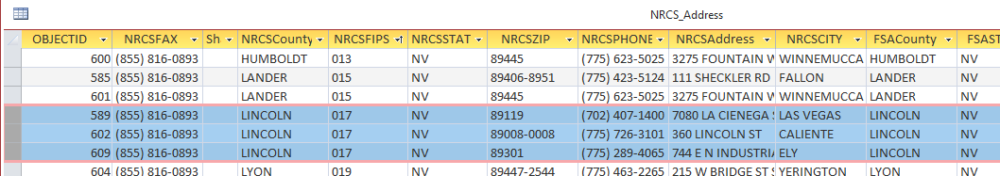 NRCS_Address
OBJECTID NRCSFAX Sh NRCSCounty NRCSFIPS NRCSSTAT NRCSZIP NRCSPHONE NRCSAddress NRCSCITY FSACounty FSAST
600 (855) 816-0893 HUMBOLDT 013 NV 89445 (775) 623-5025 3275 FOUNTAIN W WINNEMUCCA HUMBOLDT NV
585 (855) 816-0893 LANDER 015 NV 89406-8951 (775) 423-5124 111 SHECKLER RD FALLON LANDER NV
601 (855) 816-0893 LANDER 015 NV 89445 (775) 623-5025 3275 FOUNTAIN W WINNEMUCCA LANDER NV
589 (855) 816-0893 LINCOLN 017 NV 89119 (702) 407-1400 7080 LA CIENEGA S LAS VEGAS LINCOLN NV
602 (855) 816-0893 LINCOLN 017 NV 89008-0008 (775) 726-3101 360 LINCOLN ST CALIENTE LINCOLN NV
609 (855) 816-0893 LINCOLN 017 NV 89301 (775) 289-4065 744 E N INDUSTRIA ELY LINCOLN NV
604 (855) 816-0893 LYON 019 NV 89447-2544 (775) 463-2265 215 W BRIDGE ST YERINGTON LYON NV